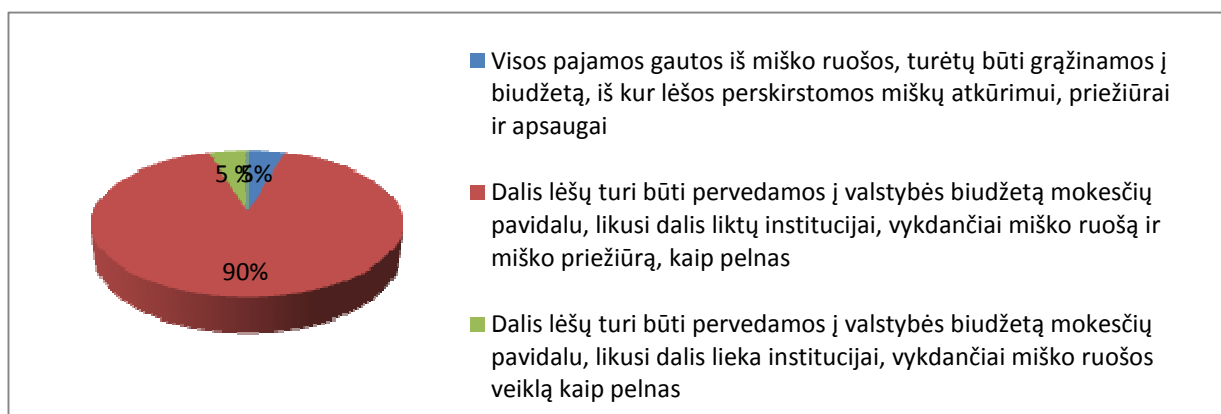 Visos pajamos gautos iš miško ruošos, turėtų būti grąžinamos į
biudžetą, iš kur lėšos perskirstomos miškų atkūrimui, priežiūrai
ir apsaugai
5 %
5%
Dalis lėšų turi būti pervedamos į valstybės biudžetą mokesčių
pavidalu, likusi dalis liktų institucijai, vykdančiai miško ruošą ir
miško priežiūrą, kaip pelnas
90%
Dalis lėšų turi būti pervedamos į valstybės biudžetą mokesčių
pavidalu, likusi dalis lieka institucijai, vykdančiai miško ruošos
veiklą kaip pelnas